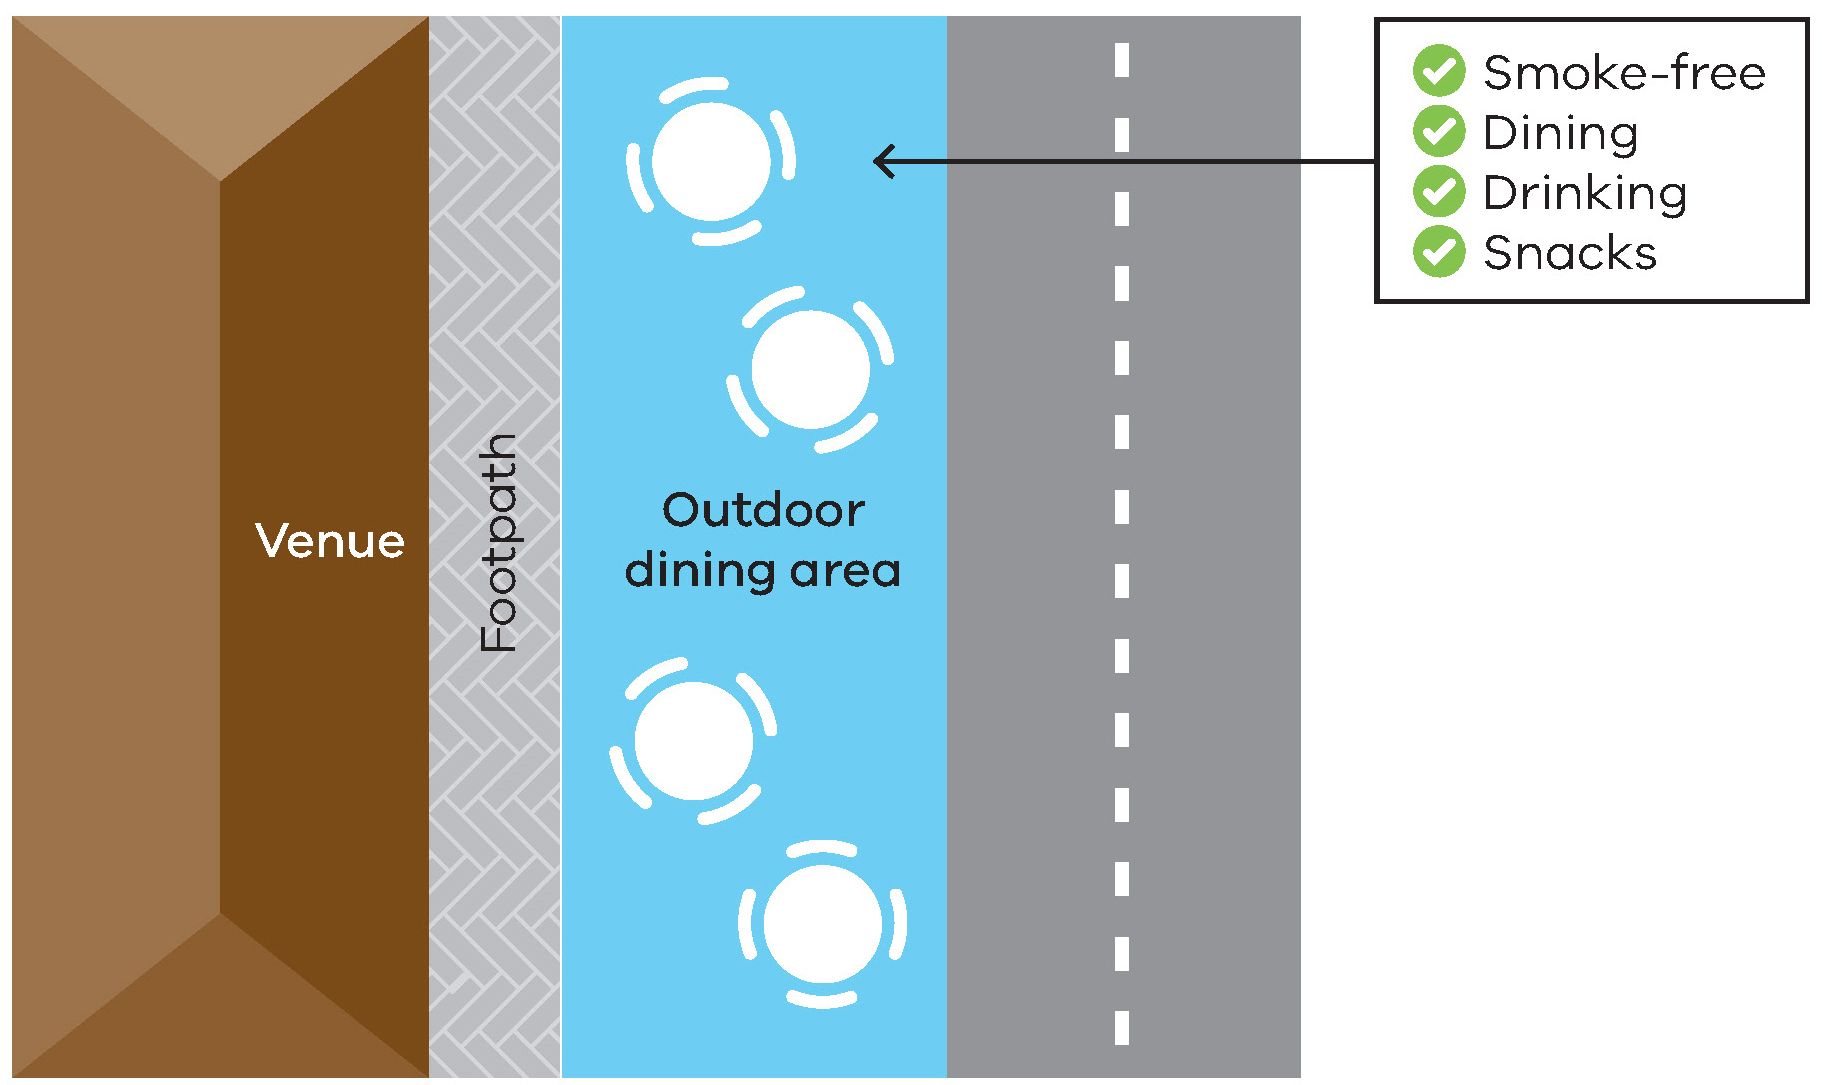 Venue
Footpath
Outdoor
dining area
Smoke-free
Dining
Drinking
Snacks